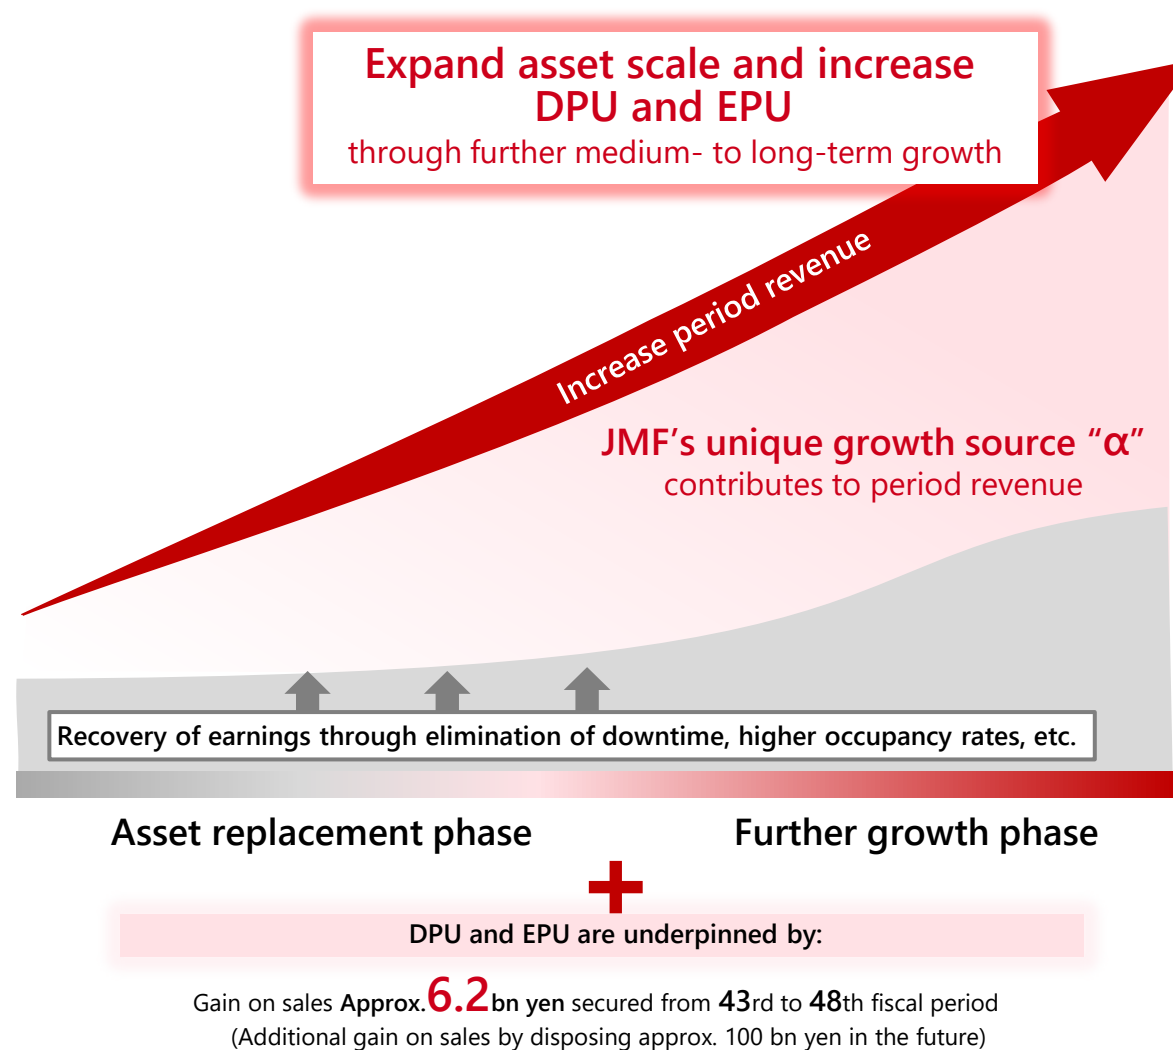 Expand asset scale and increase
DPU and EPU
through further medium- to long-term growth
Increase period revenue
JMF’s unique growth source “α”
contributes to period revenue
Recovery of earnings through elimination of downtime, higher occupancy rates, etc.
Asset replacement phase
Further growth phase
+
DPU and EPU are underpinned by:
Gain on sales Approx.6.2bn yen secured from 43rd to 48th fiscal period
(Additional gain on sales by disposing approx. 100 bn yen in the future)